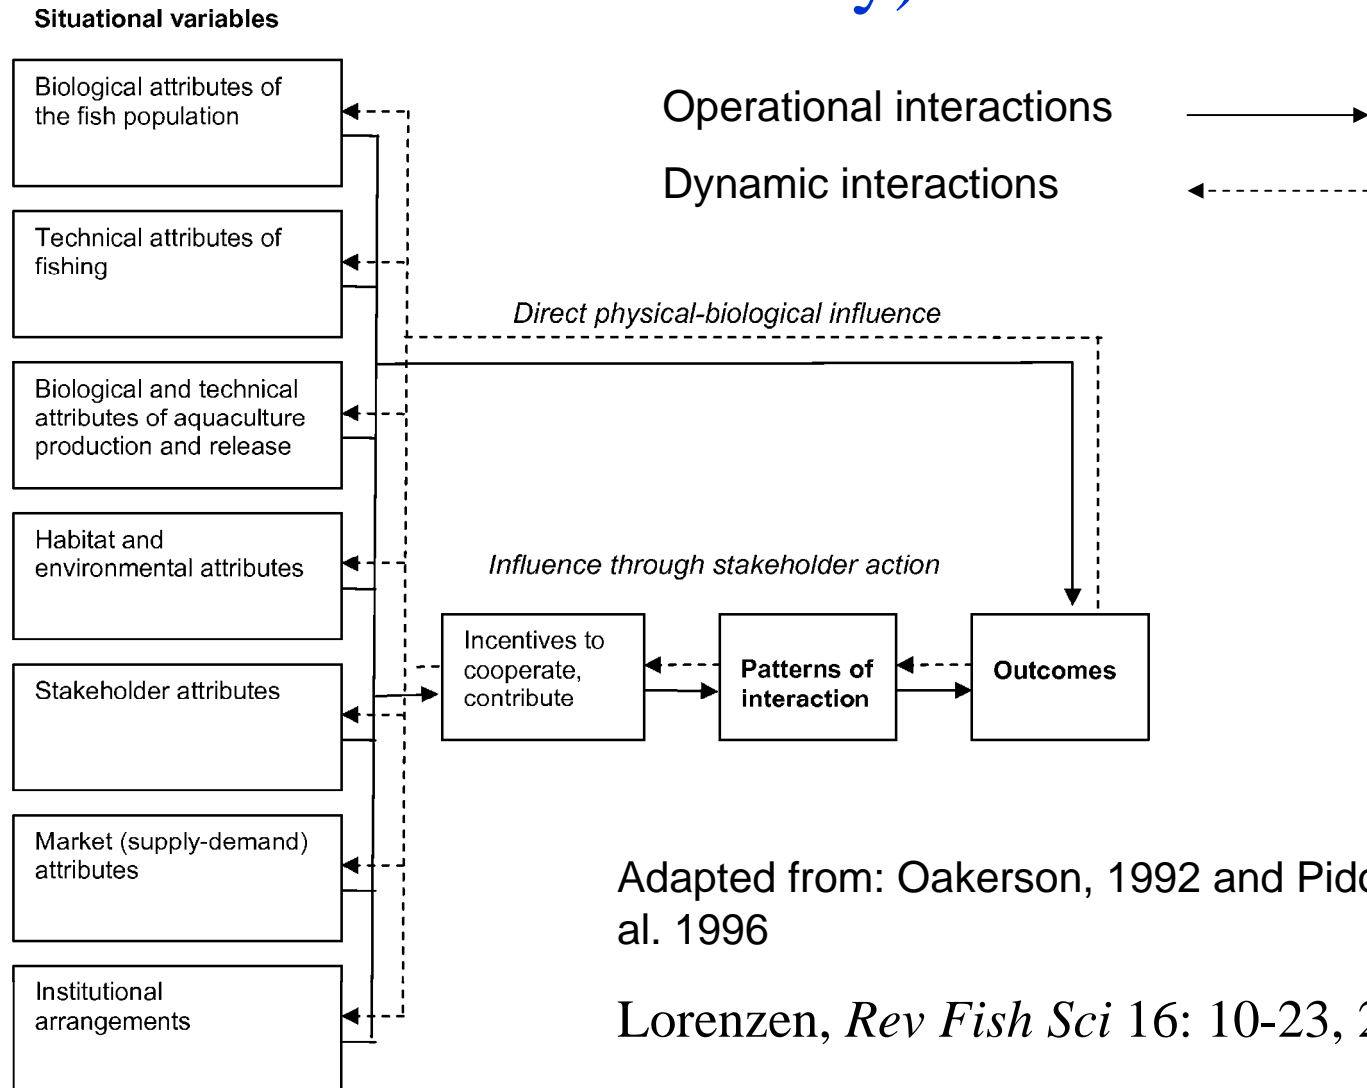 Situational variables
Biological attributes of
the fish population
Technical attributes of
fishing
Biological and technical
attributes of aquaculture
production and release
Habitat and
environmental attributes
Stakeholder attributes
Market (supply-demand)
attributes
Institutional
arrangements
Operational interactions
Dynamic interactions
Direct physical-biological influence
Influence through stakeholder action
Incentives to
cooperate,
contribute
Patterns of
interaction
Outcomes
Adapted from: Oakerson, 1992 and
al. 1996
Lorenzen, Rev Fish Sci 16: 10-23,